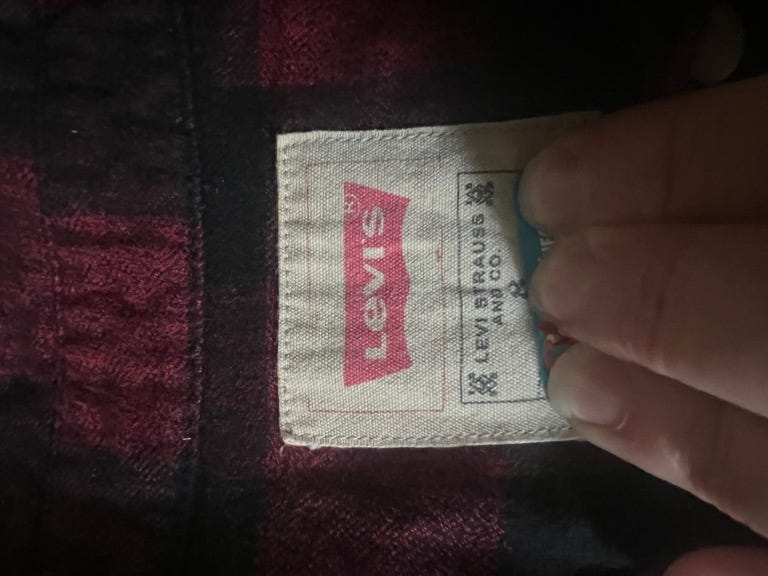 Levi's®
LEVI STRAUSS
AND CO.